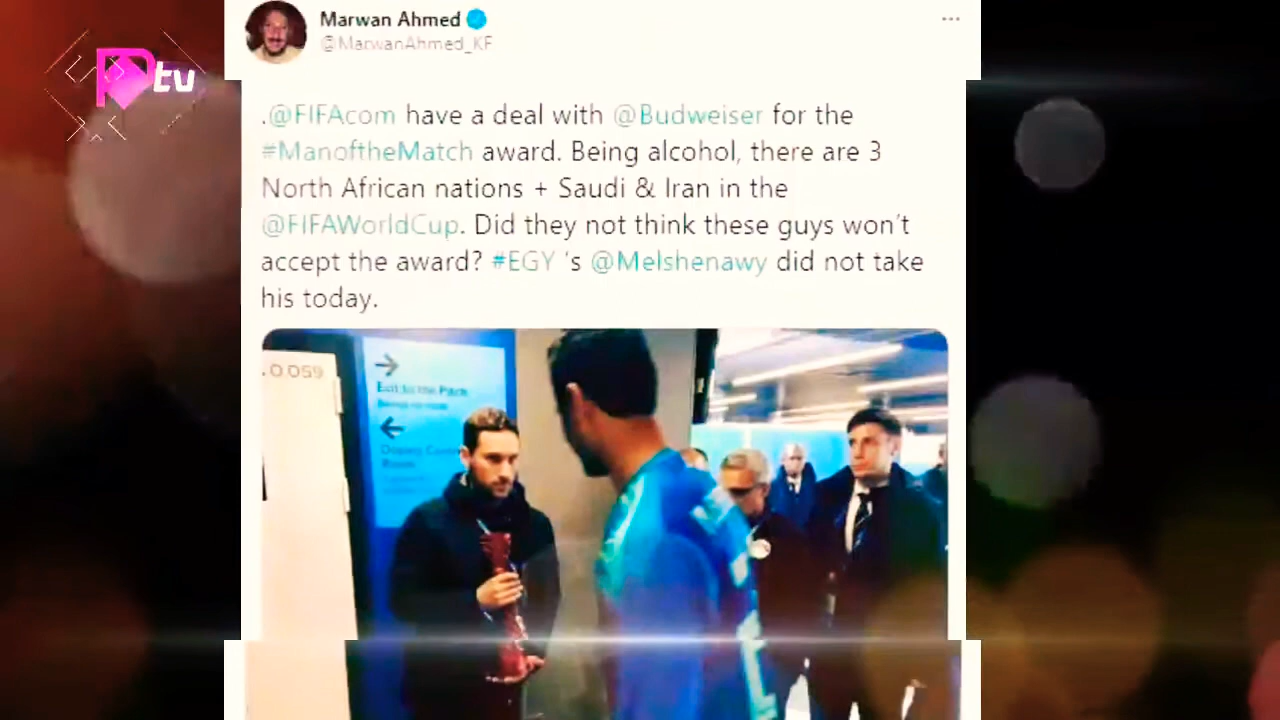 Marwan Ahmed
@MarwanAhmed_KF
tv
.@FIFAcom have a deal with @Budweiser for the
#ManoftheMatch award. Being alcohol, there are 3
North African nations + Saudi & Iran in the
@FIFAWorldCup. Did they not think these guys won't
accept the award? #EGY 's @Melshenawy did not take
his today.
.0.059
Exit to the Pitch